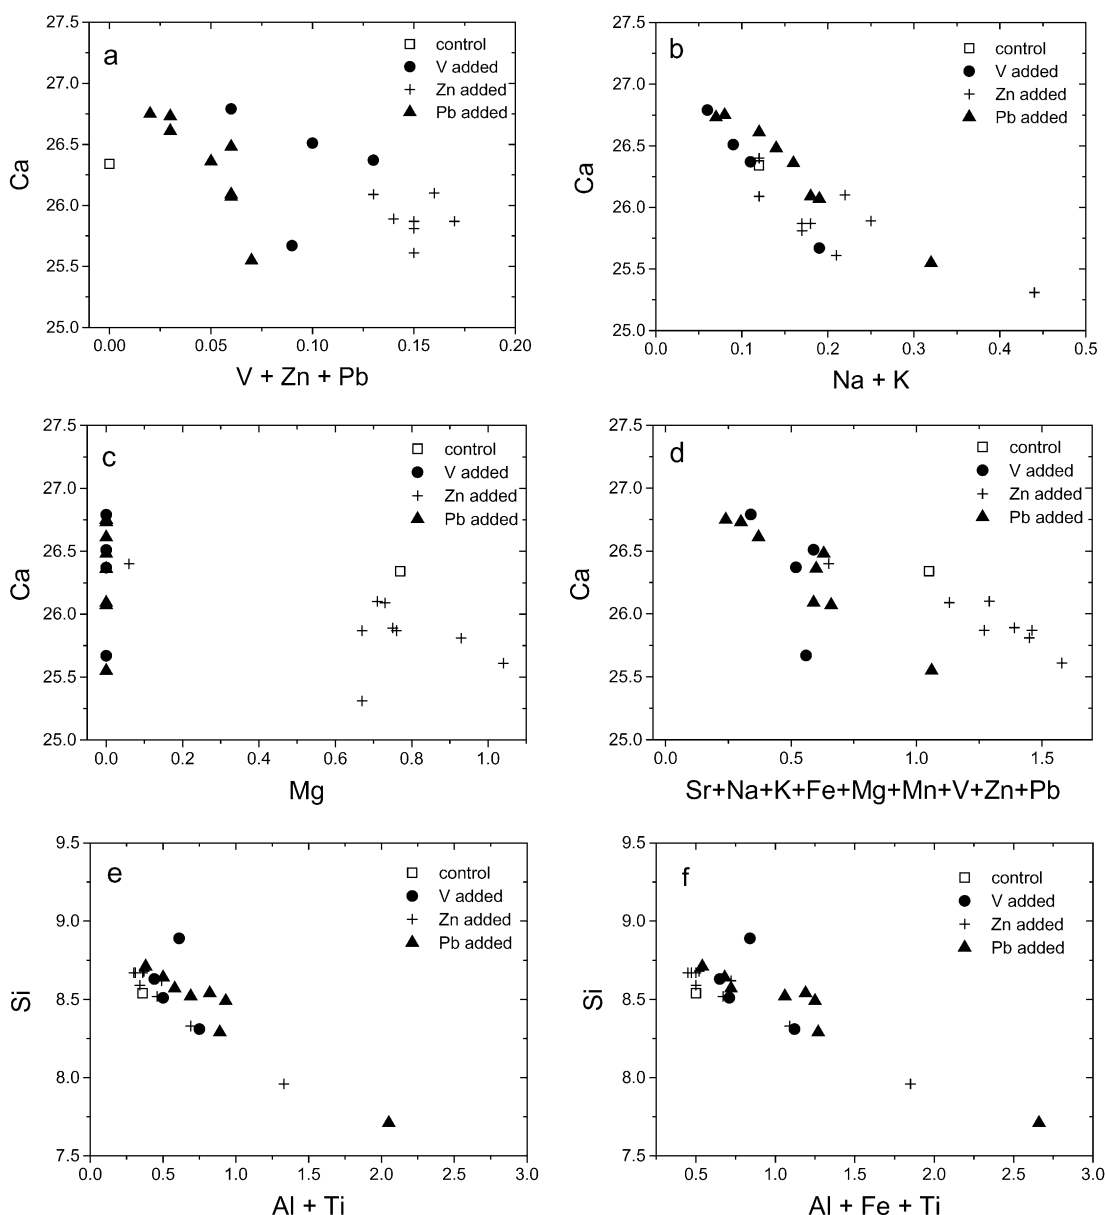 27.5
27.0
26.5
26.0
25.5
25.0
Ca
a
control
V added
Zn added
Pb added
0.00 0.05 0.10 0.15 0.20
V + Zn + Pb
27.5
27.0
26.5
26.0
25.5
25.0
Ca
b
control
V added
Zn added
Pb added
0.0 0.1 0.2 0.3 0.4 0.5
Na + K
27.5
27.0
26.5
26.0
25.5
25.0
Ca
c
control
V added
Zn added
Pb added
0.0 0.2 0.4 0.6 0.8 1.0
Mg
27.5
27.0
26.5
26.0
25.5
25.0
Ca
d
control
V added
Zn added
Pb added
0.0 0.5 1.0 1.5
Sr+Na+K+Fe+Mg+Mn+V+Zn+Pb
9.5
9.0
8.5
8.0
7.5
Si
e
control
V added
Zn added
Pb added
0.0 0.5 1.0 1.5 2.0 2.5 3.0
Al + Ti
9.5
9.0
8.5
8.0
7.5
Si
f
control
V added
Zn added
Pb added
0.5 1.0 1.5 2.0 2.5 3.0
Al + Fe + Ti